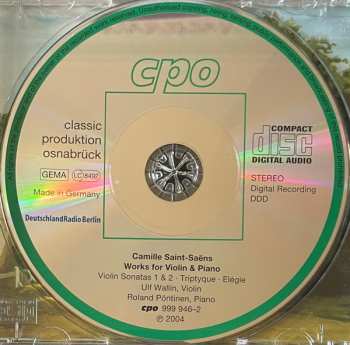 cpo
classic
produktion
osnabrück
GEMA LC 8492
Made in Germany
DeutschlandRadio Berlin
COMPACT
disc
DIGITAL AUDIO
STEREO
Digital Recording
DDD
Camille Saint-Saëns
Works for Violin & Piano
Violin Sonatas 1 & 2 · Triptyque · Elégie
Ulf Wallin, Violin
Roland Pöntinen, Piano
cpo 999 946–2
℗ 2004